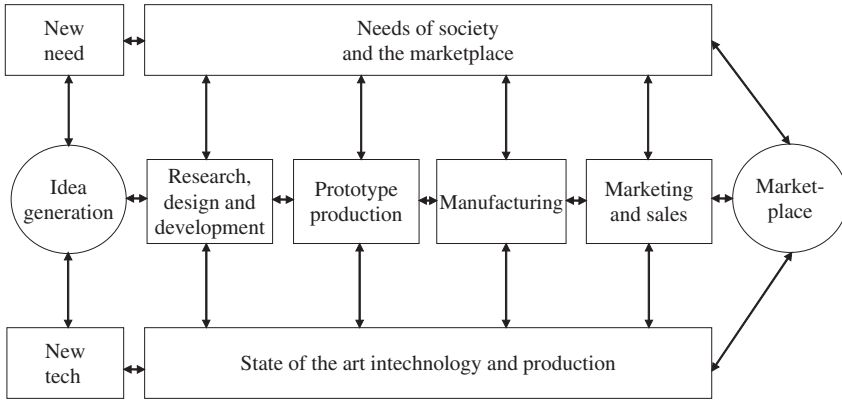 New
need
Needs of society
and the marketplace
Idea
generation
Research,
design and
development
Prototype
production
Manufacturing
Marketing
and sales
Market-
place
New
tech
State of the art intechnology and production